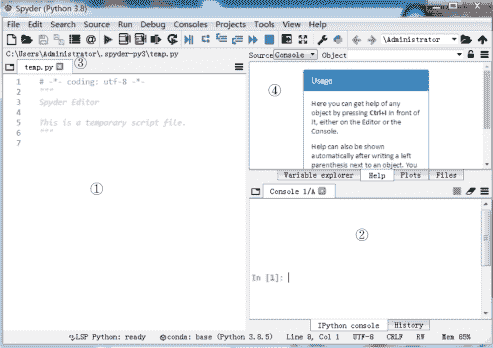 Spyder (Python 3.8)
File Edit Search Source Run Debug Consoles Projects Tools View Help
\Administrator
C:\Users\Administrator\.spyder-py3\temp.py
Source Console Object
temp.py
③
1 # -*- coding: utf-8 -*-
2 """
3 Spyder Editor
4
5 This is a temporary script file.
6 """
7
①
④
Usage
Here you can get help of any
object by pressing Ctrl+I in front of
it, either on the Editor or the
Console.
Help can also be shown
automatically after writing a left
parenthesis next to an object. You
Variable explorer Help Plots Files
Console 1/A
②
In [1]:
IPython console History
LSP Python: ready conda: base (Python 3.8.5) Line 8, Col 1 UTF-8 CRLF RW Mem 65%